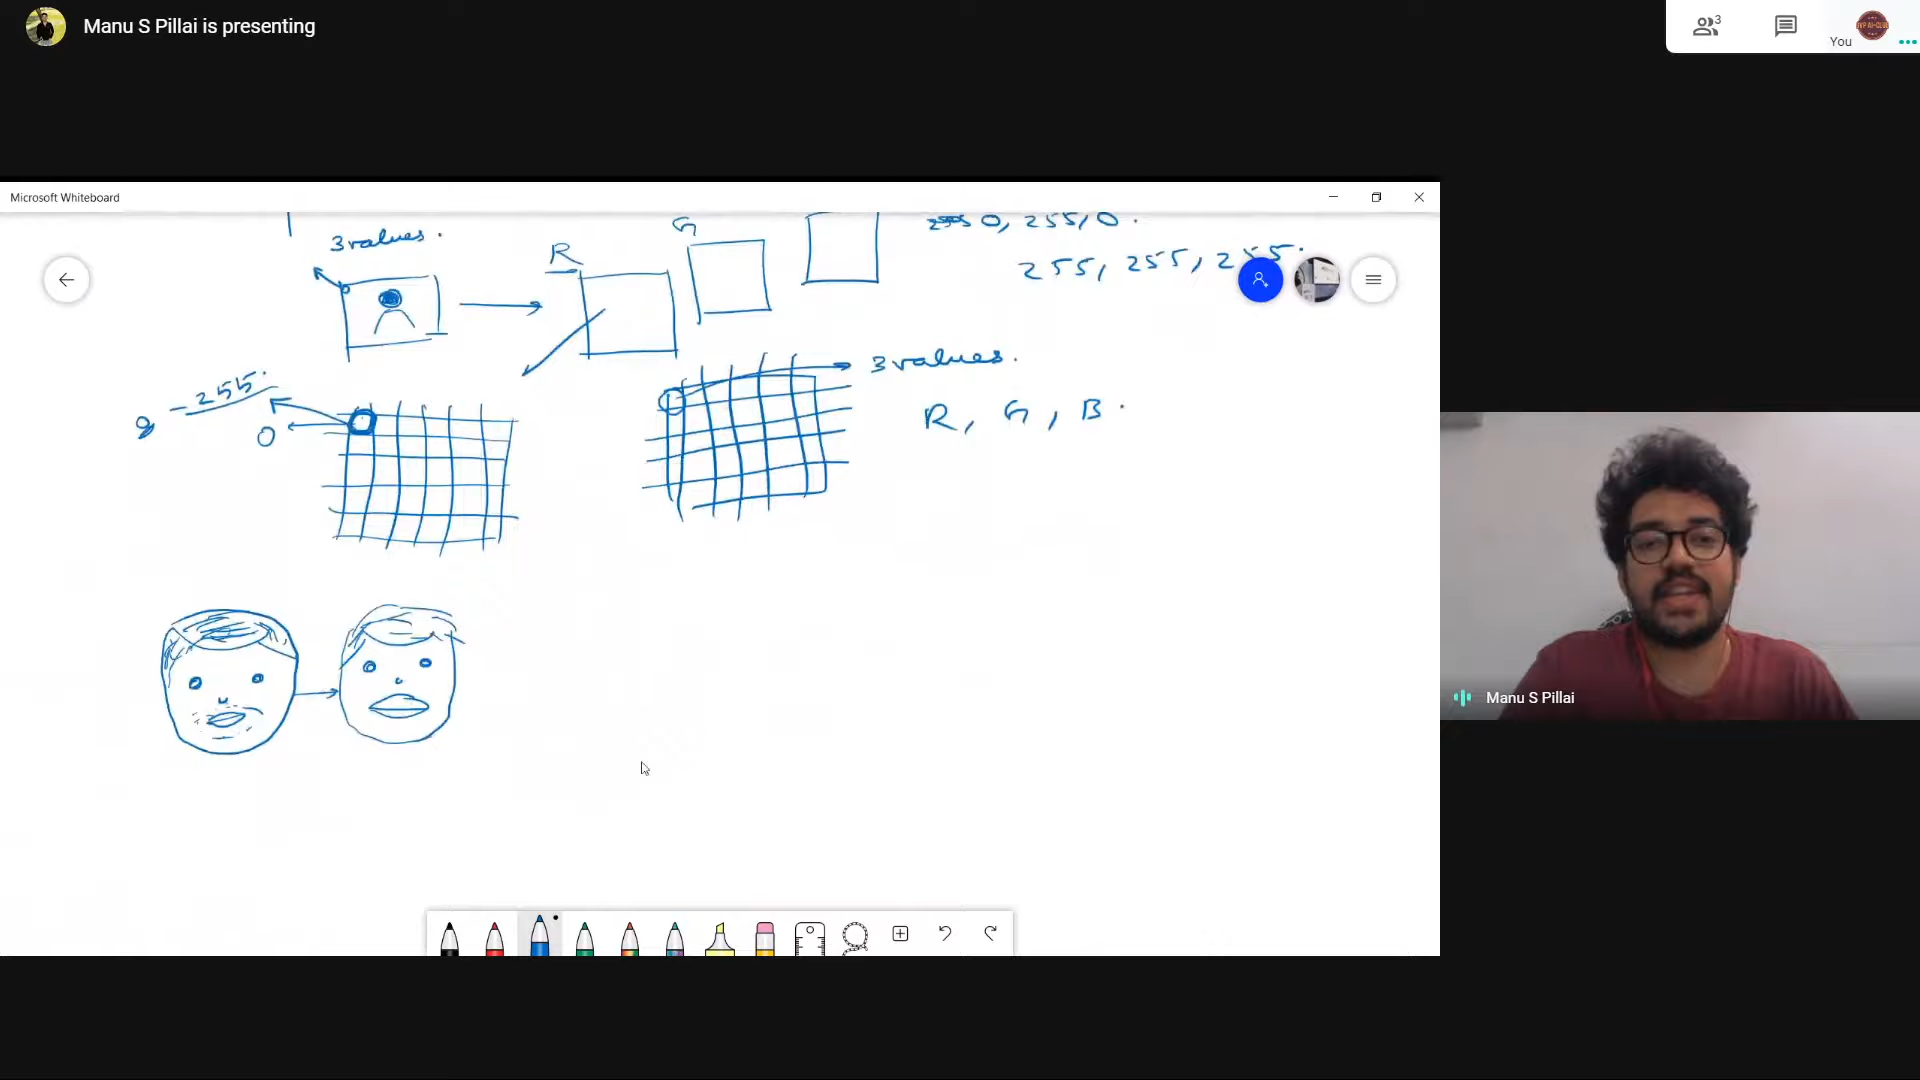 Manu S Pillai is presenting
3
You
Microsoft Whiteboard
3 values.
R
G
0, 255, 0.
255, 255, 255.
3 values.
R, G, B.
-255.
0
Manu S Pillai